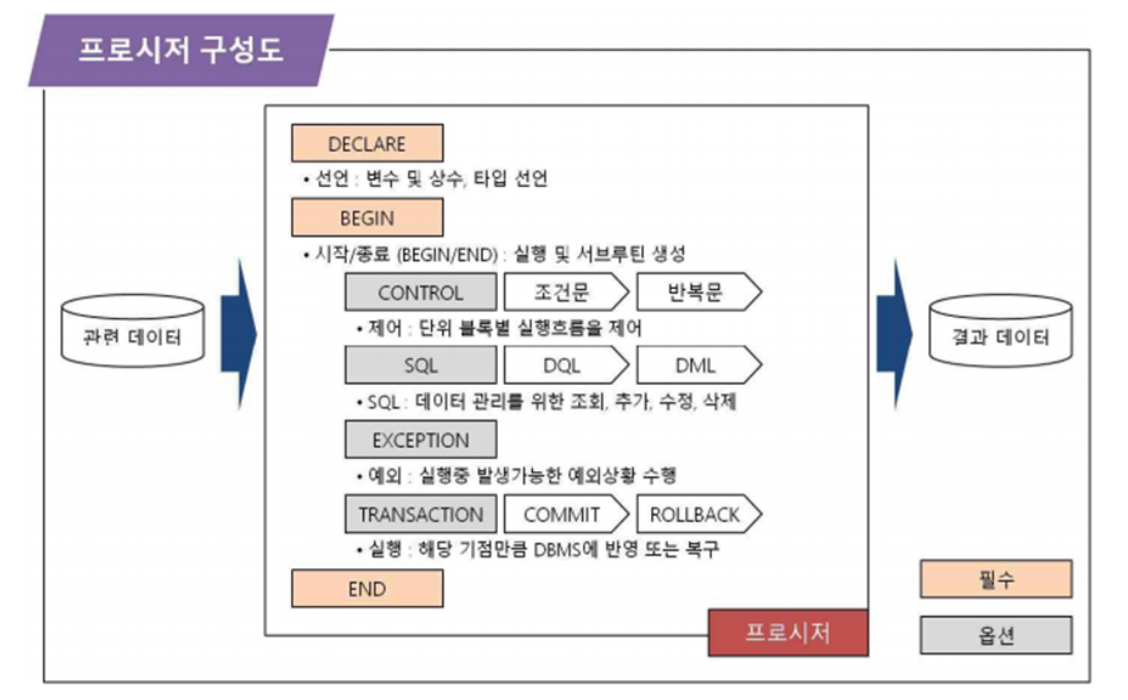 프로시저 구성도
DECLARE
• 선언 : 변수 및 상수, 타입 선언
BEGIN
• 시작/종료 (BEGIN/END) : 실행 및 서브루틴 생성
CONTROL 조건문 반복문
• 제어 : 단위 블록별 실행흐름을 제어
관련 데이터
결과 데이터
SQL DQL DML
• SQL : 데이터 관리를 위한 조회, 추가, 수정, 삭제
EXCEPTION
• 예외 : 실행중 발생가능한 예외상황 수행
TRANSACTION COMMIT ROLLBACK
• 실행 : 해당 기점만큼 DBMS에 반영 또는 복구
END
프로시저
필수
옵션